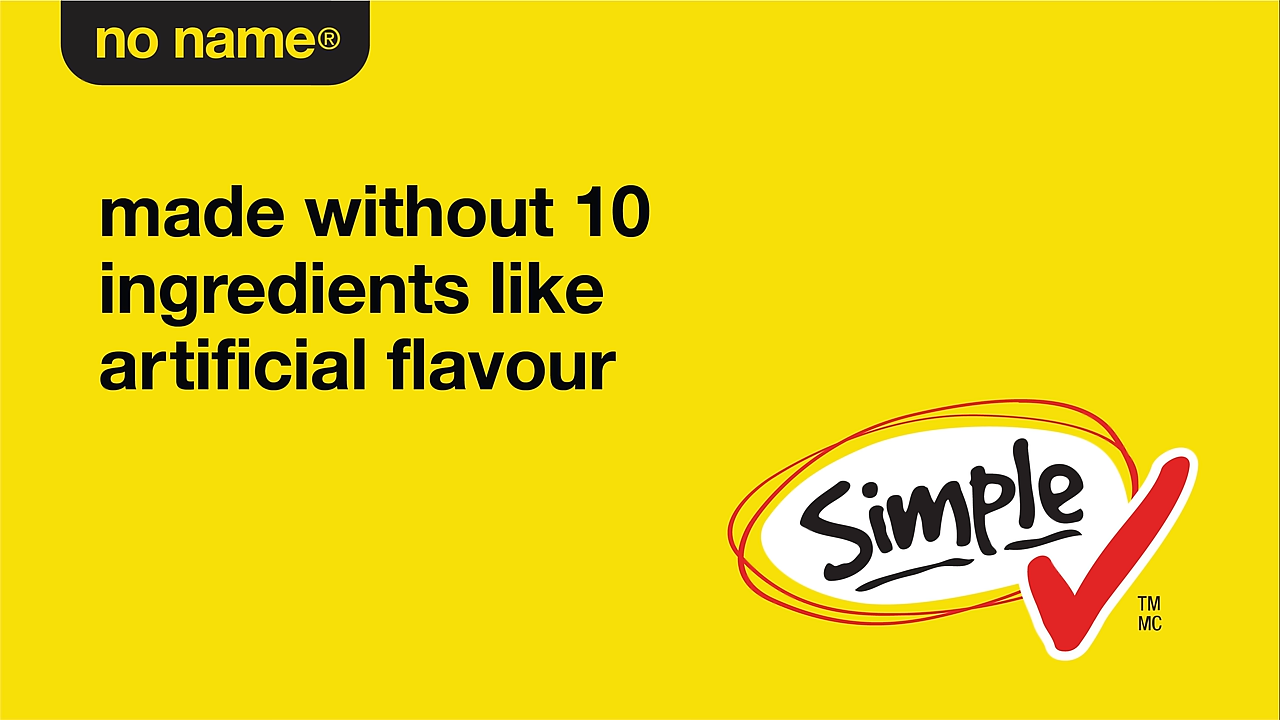 no name®
made without 10
ingredients like
artificial flavour
Simple
TM
MC